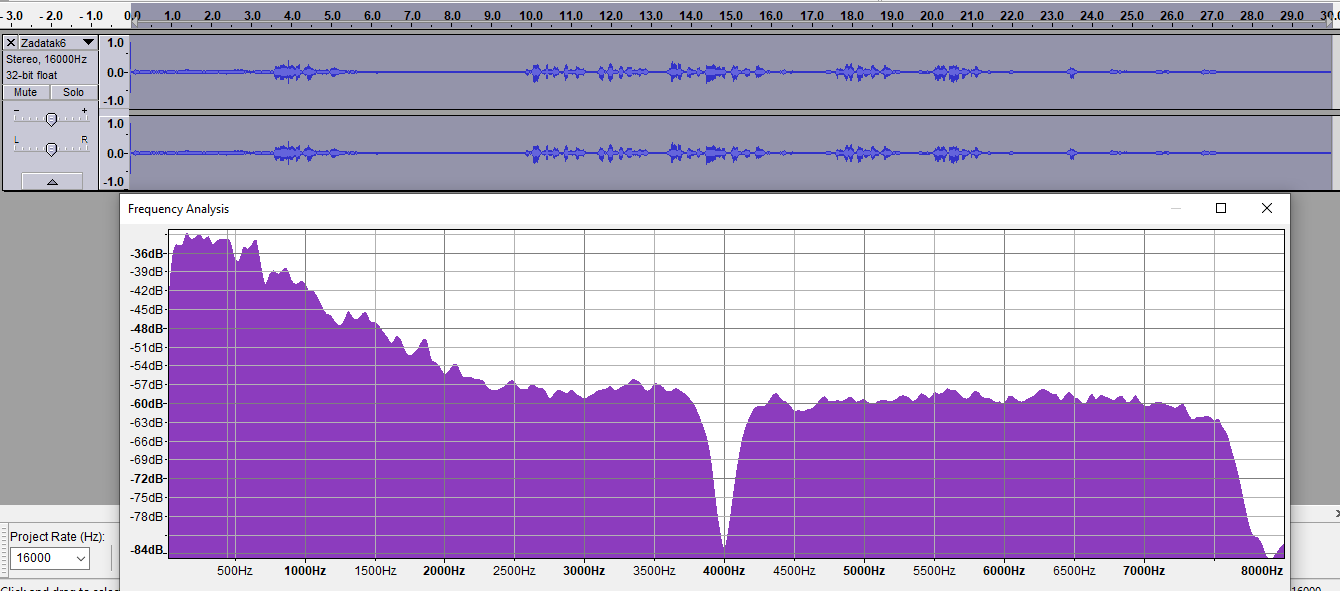 - 3.0 - 2.0 - 1.0 0.0 1.0 2.0 3.0 4.0 5.0 6.0 7.0 8.0 9.0 10.0 11.0 12.0 13.0 14.0 15.0 16.0 17.0 18.0 19.0 20.0 21.0 22.0 23.0 24.0 25.0 26.0 27.0 28.0 29.0 30.0
Zadatak6
1.0
Stereo, 16000Hz
32-bit float
0.0-
Mute Solo
-1.0
- +
1.0
L R
0.0-
-1.0
Frequency Analysis
-36dB
-39dB
-42dB
-45dB
-48dB
-51dB
-54dB
-57dB
-60dB
-63dB
-66dB
-69dB
-72dB
-75dB
-78dB
-84dB
500Hz 1000Hz 1500Hz 2000Hz 2500Hz 3000Hz 3500Hz 4000Hz 4500Hz 5000Hz 5500Hz 6000Hz 6500Hz 7000Hz 8000Hz
Project Rate (Hz):
16000